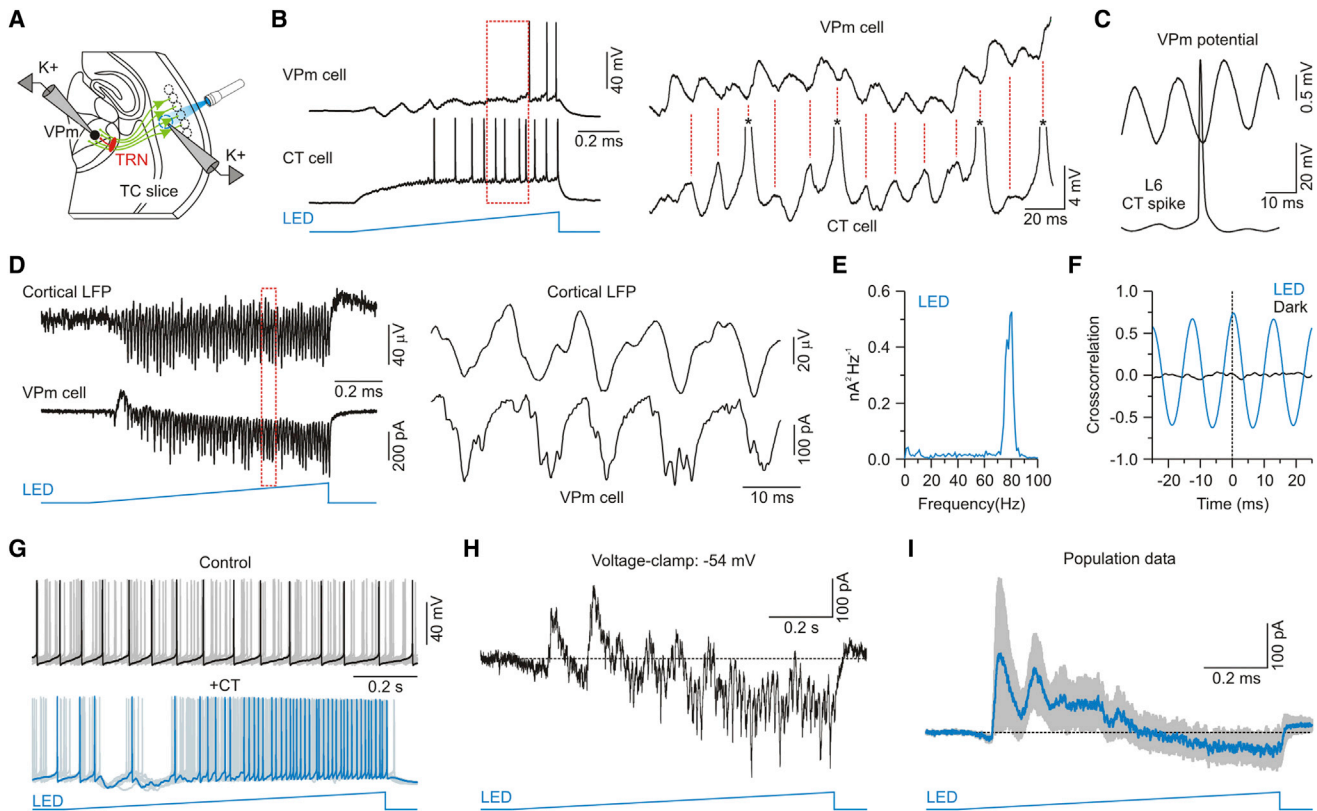 A
K+
VPm
TRN
TC slice
K+
B
VPm cell
40 mV
0.2 ms
CT cell
LED
VPm cell
* * * *
CT cell
20 ms
4 mV
C
VPm potential
0.5 mV
20 mV
L6
CT spike
10 ms
D
Cortical LFP
40 µV
0.2 ms
VPm cell
200 pA
LED
Cortical LFP
20 µV
100 pA
VPm cell
10 ms
E
LED
nA² Hz⁻¹
0.6
0.4
0.2
0.0
0 20 40 60 80 100
Frequency(Hz)
F
LED
Dark
Crosscorrelation
1.0
0.5
0.0
-0.5
-1.0
-20 -10 0 10 20
Time (ms)
G
Control
40 mV
0.2 s
+CT
LED
H
Voltage-clamp: -54 mV
100 pA
0.2 s
LED
I
Population data
100 pA
0.2 ms
LED